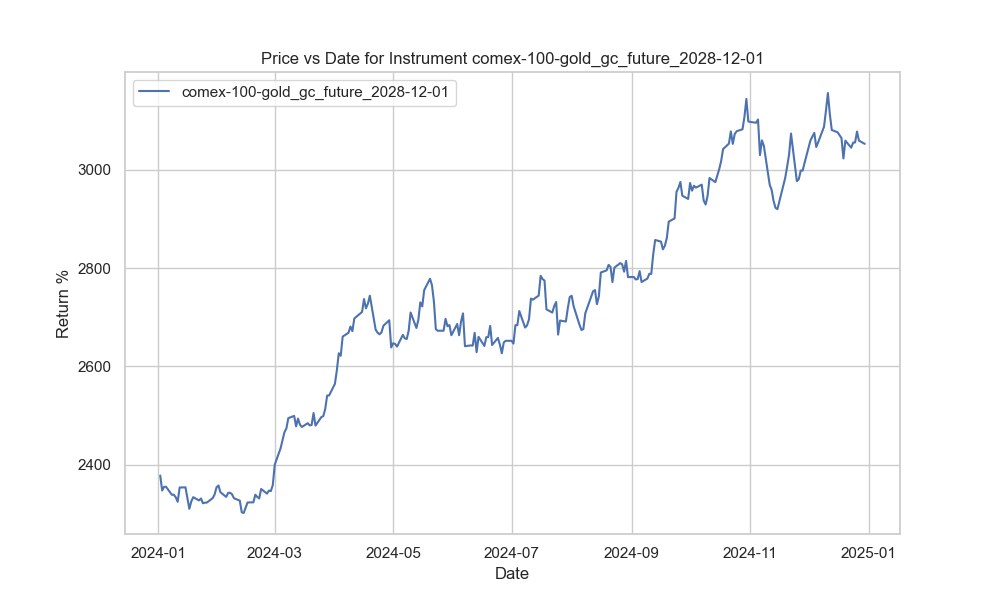 Price vs Date for Instrument comex-100-gold_gc_future_2028-12-01
comex-100-gold_gc_future_2028-12-01
Return %
3000
2800
2600
2400
2024-01
2024-03
2024-05
2024-07
2024-09
2024-11
2025-01
Date